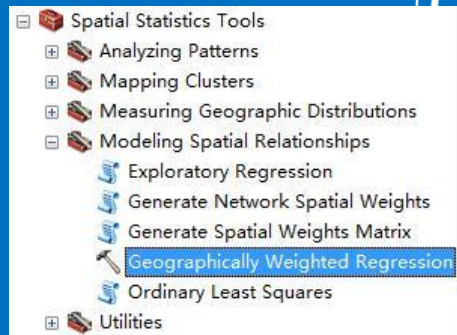 Spatial Statistics Tools
Analyzing Patterns
Mapping Clusters
Measuring Geographic Distributions
Modeling Spatial Relationships
Exploratory Regression
Generate Network Spatial Weights
Generate Spatial Weights Matrix
Geographically Weighted Regression
Ordinary Least Squares
Utilities